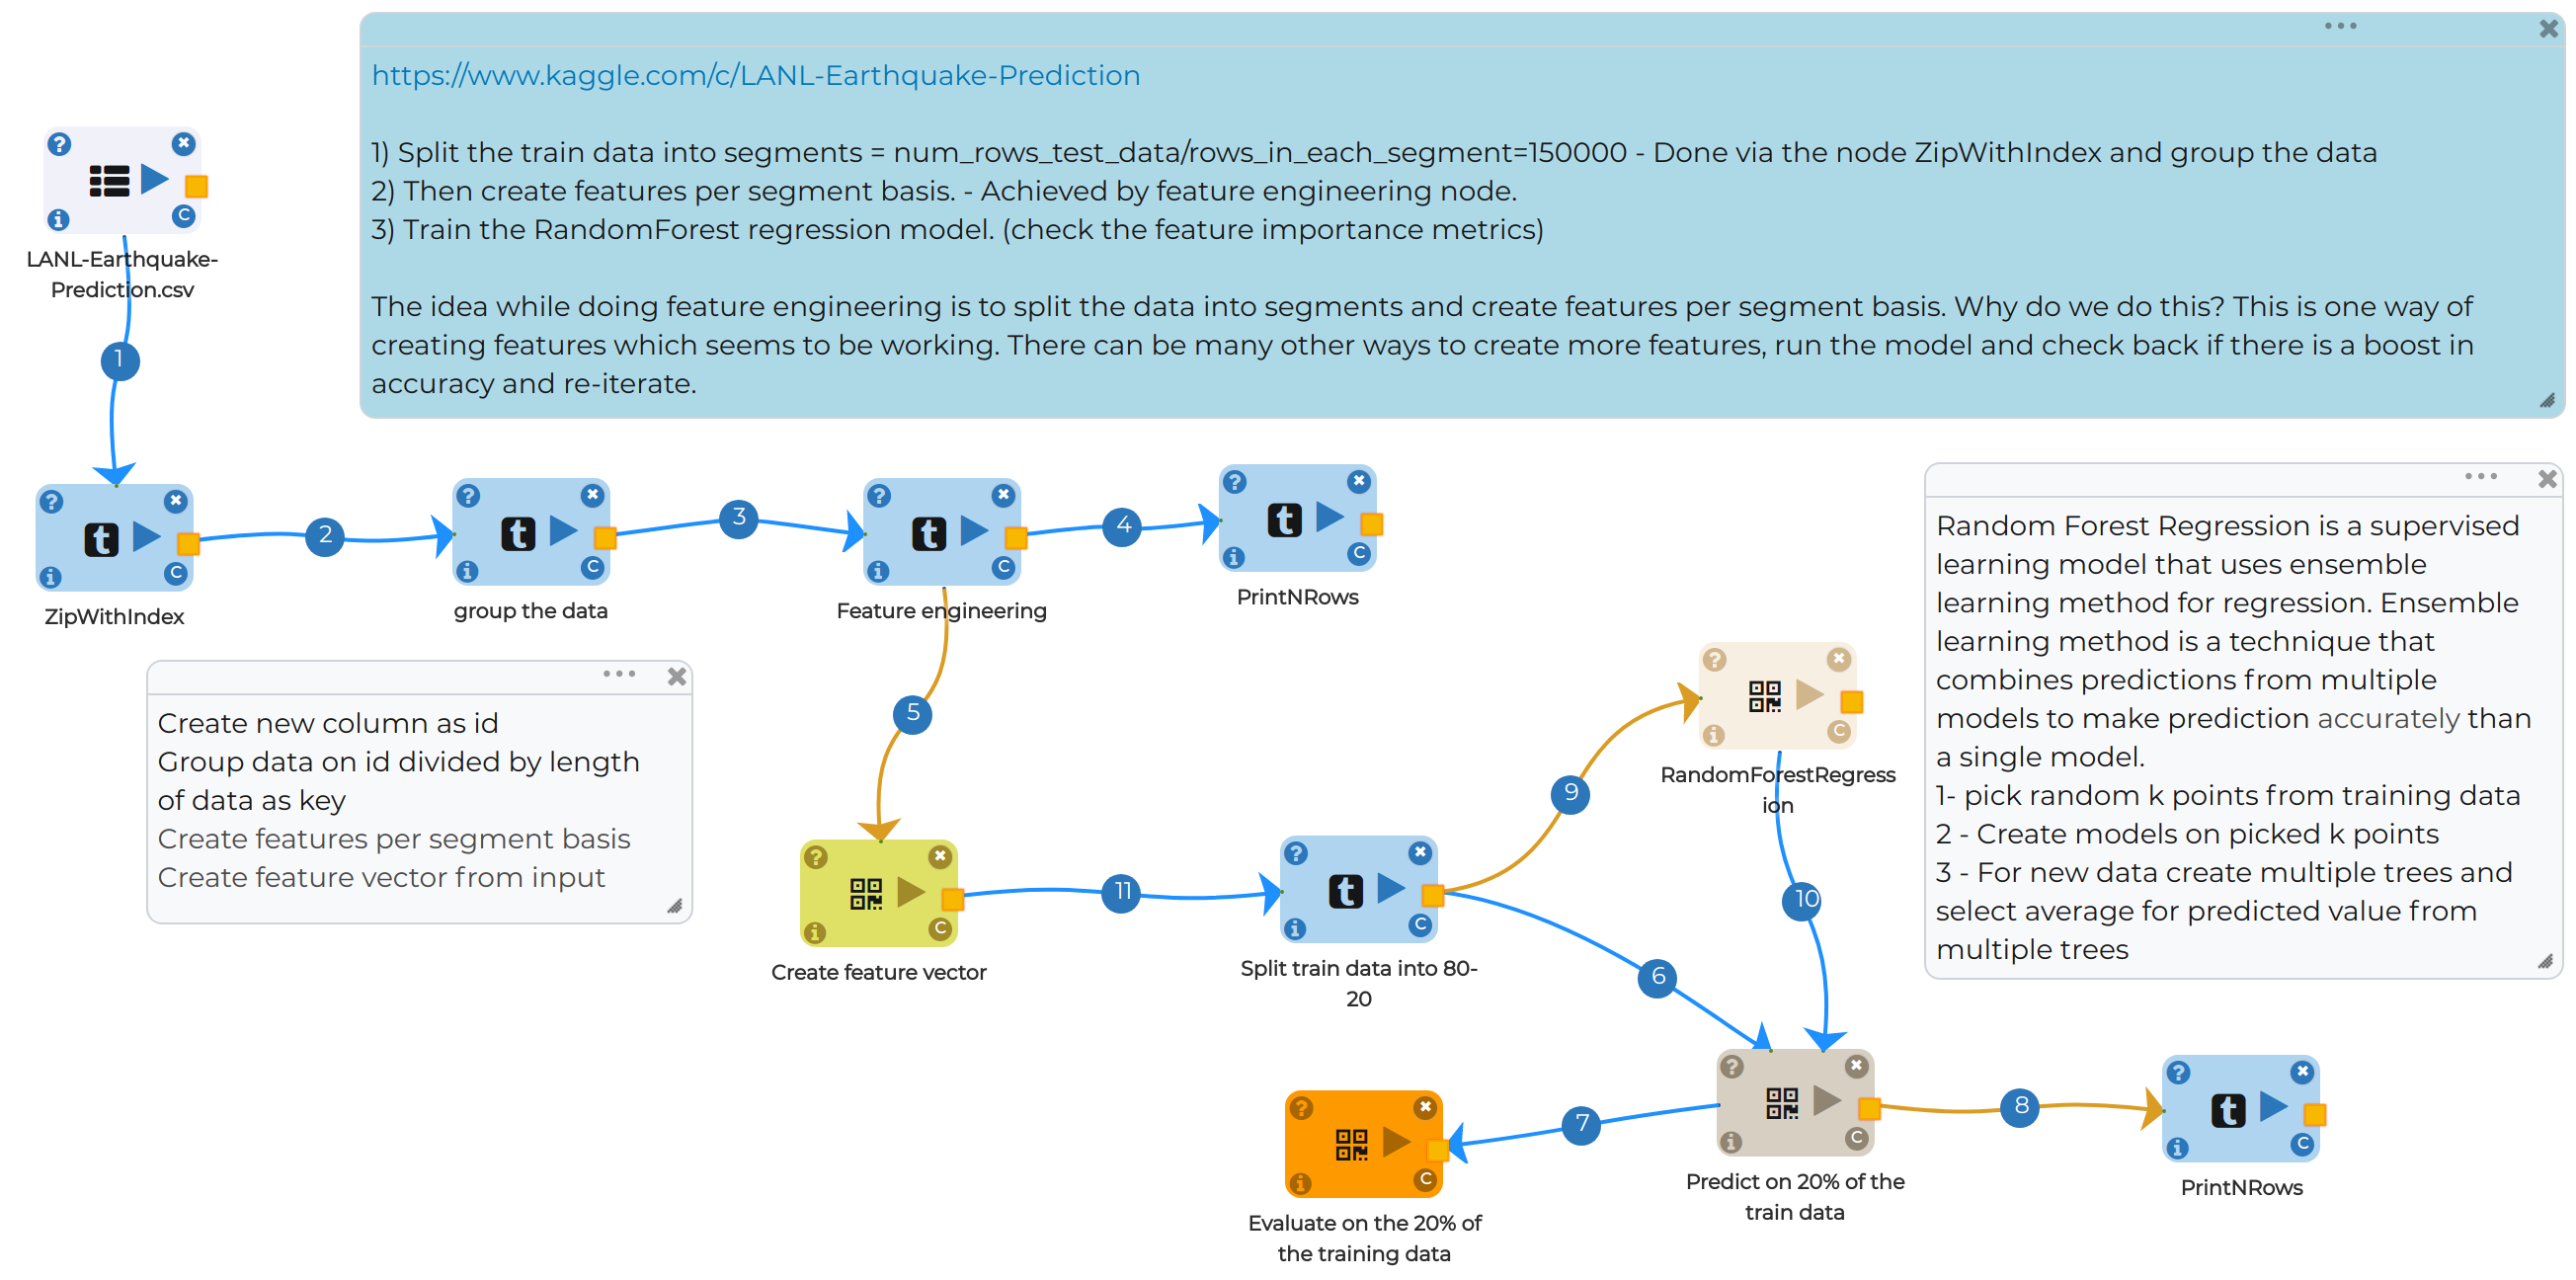 https://www.kaggle.com/c/LANL-Earthquake-Prediction
1) Split the train data into segments = num_rows_test_data/rows_in_each_segment=150000 - Done via the node ZipWithIndex and group the data
2) Then create features per segment basis. - Achieved by feature engineering node.
3) Train the RandomForest regression model. (check the feature importance metrics)
The idea while doing feature engineering is to split the data into segments and create features per segment basis. Why do we do this? This is one way of
creating features which seems to be working. There can be many other ways to create more features, run the model and check back if there is a boost in
accuracy and re-iterate.
? C
LANL-Earthquake-
Prediction.csv
1
? t C
ZipWithIndex
2
? t C
group the data
3
? t C
Feature engineering
4
? t C
PrintNRows
Create new column as id
Group data on id divided by length
of data as key
Create features per segment basis
Create feature vector from input
5
? C
Create feature vector
11
? t C
Split train data into 80-
20
9
? C
RandomForestRegress
ion
10
6
Random Forest Regression is a supervised
learning model that uses ensemble
learning method for regression. Ensemble
learning method is a technique that
combines predictions from multiple
models to make prediction accurately than
a single model.
1- pick random k points from training data
2 - Create models on picked k points
3 - For new data create multiple trees and
select average for predicted value from
multiple trees
? C
Evaluate on the 20% of
the training data
7
? C
Predict on 20% of the
train data
8
? t C
PrintNRows